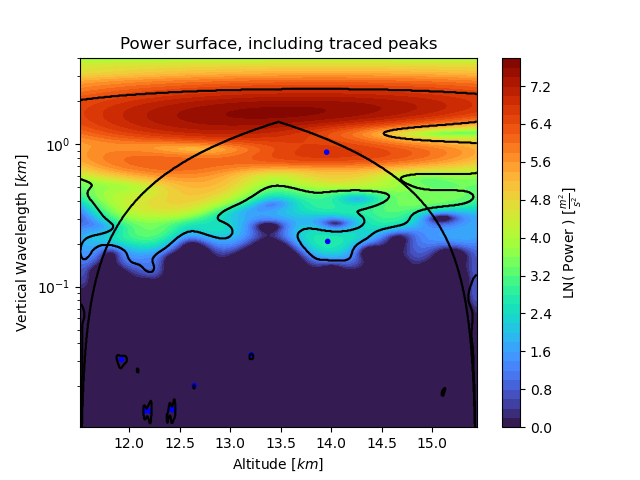 Power surface, including traced peaks
Vertical Wavelength [km]
10⁰
10⁻¹
12.0 12.5 13.0 13.5 14.0 14.5 15.0
Altitude [km]
7.2
6.4
5.6
4.8
4.0
3.2
2.4
1.6
0.8
0.0
LN( Power ) [m²/s²]